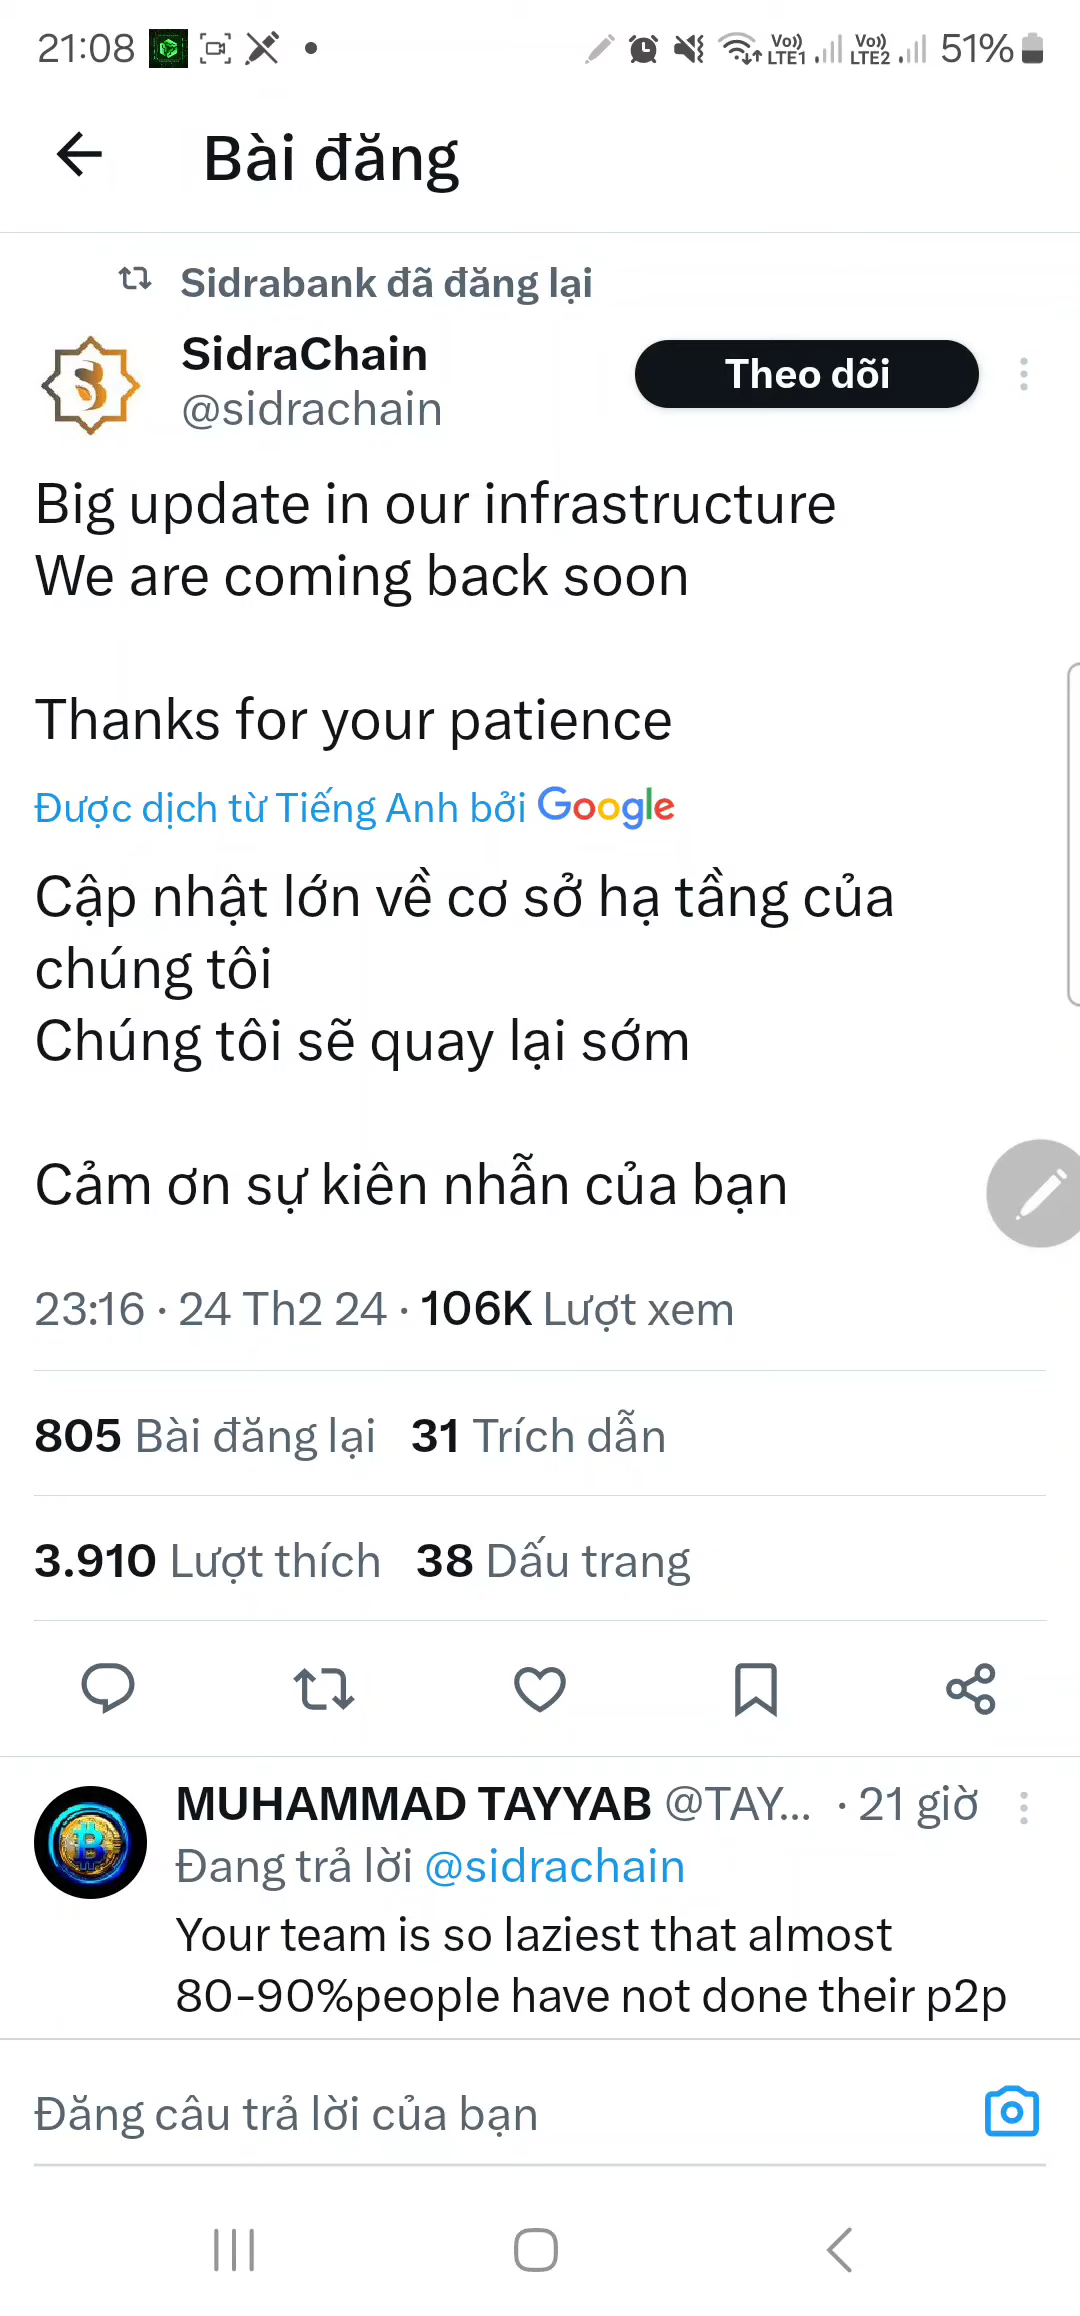 21:08 Vo)) LTE1 Vo)) LTE2 51%
Bài đăng
Sidrabank đã đăng lại
SidraChain
@sidrachain
Theo dõi
Big update in our infrastructure
We are coming back soon
Thanks for your patience
Được dịch từ Tiếng Anh bởi Google
Cập nhật lớn về cơ sở hạ tầng của
chúng tôi
Chúng tôi sẽ quay lại sớm
Cảm ơn sự kiên nhẫn của bạn
23:16 · 24 Th2 24 · 106K Lượt xem
805 Bài đăng lại 31 Trích dẫn
3.910 Lượt thích 38 Dấu trang
MUHAMMAD TAYYAB @TAY... · 21 giờ
Đang trả lời @sidrachain
Your team is so laziest that almost
80-90%people have not done their p2p
Đăng câu trả lời của bạn